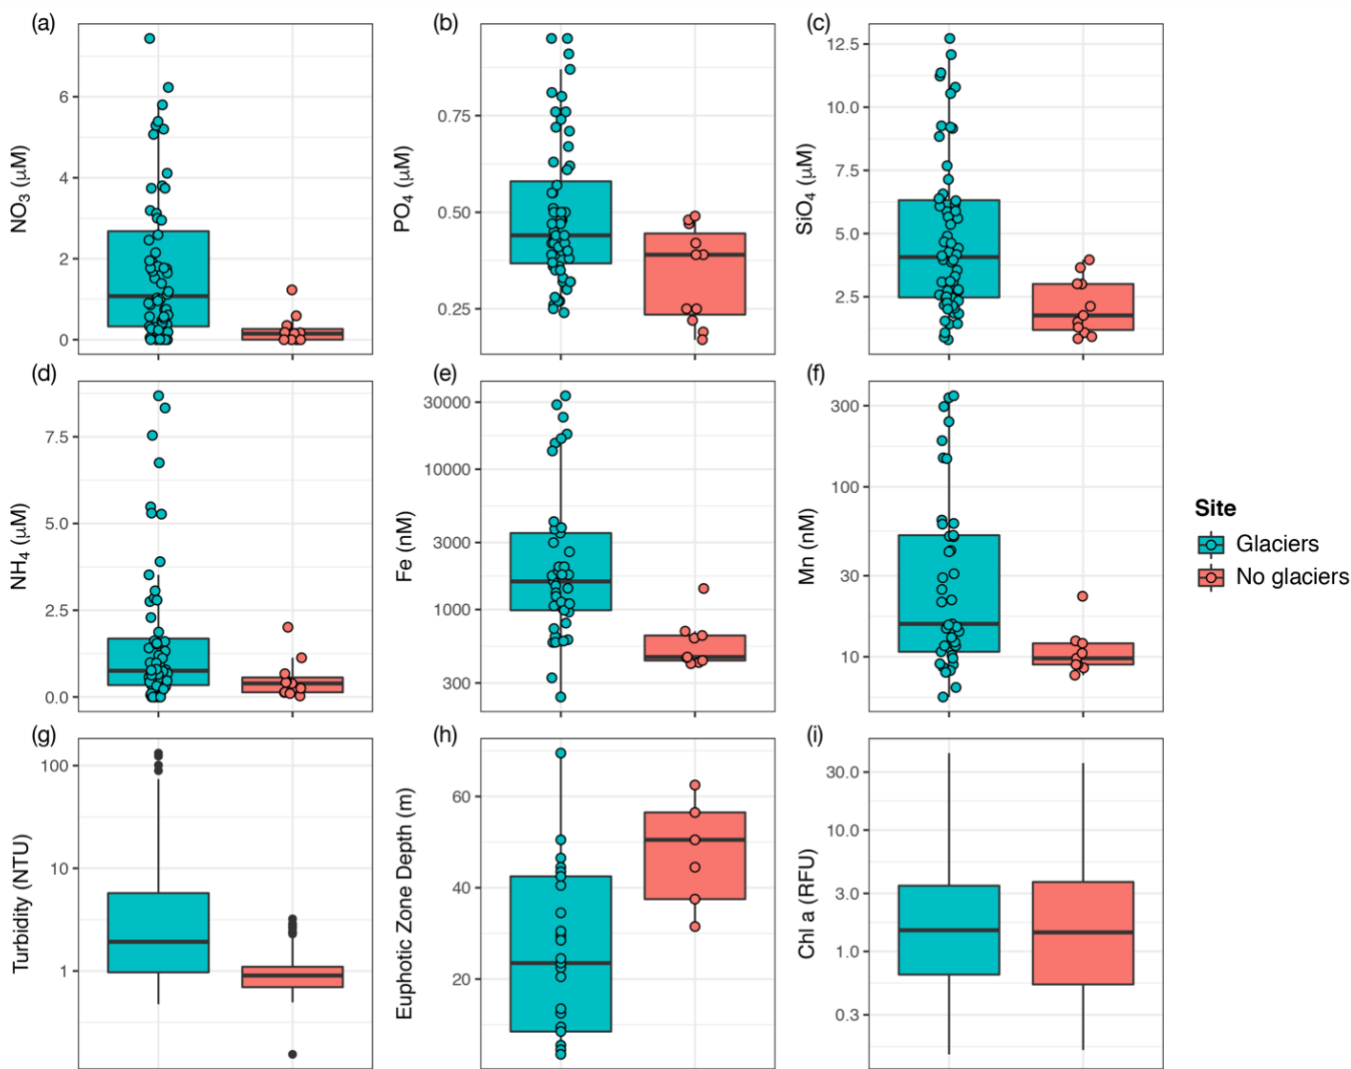 (a)
NO₃ (μM)
6
4
2
0
(b)
PO₄ (μM)
0.75
0.50
0.25
(c)
SiO₄ (μM)
12.5
10.0
7.5
5.0
2.5
(d)
NH₄ (μM)
7.5
5.0
2.5
0.0
(e)
Fe (nM)
30000
10000
3000
1000
300
(f)
Mn (nM)
300
100
30
10
Site
Glaciers
No glaciers
(g)
Turbidity (NTU)
100
10
1
(h)
Euphotic Zone Depth (m)
60
40
20
(i)
Chl a (RFU)
30.0
10.0
3.0
1.0
0.3